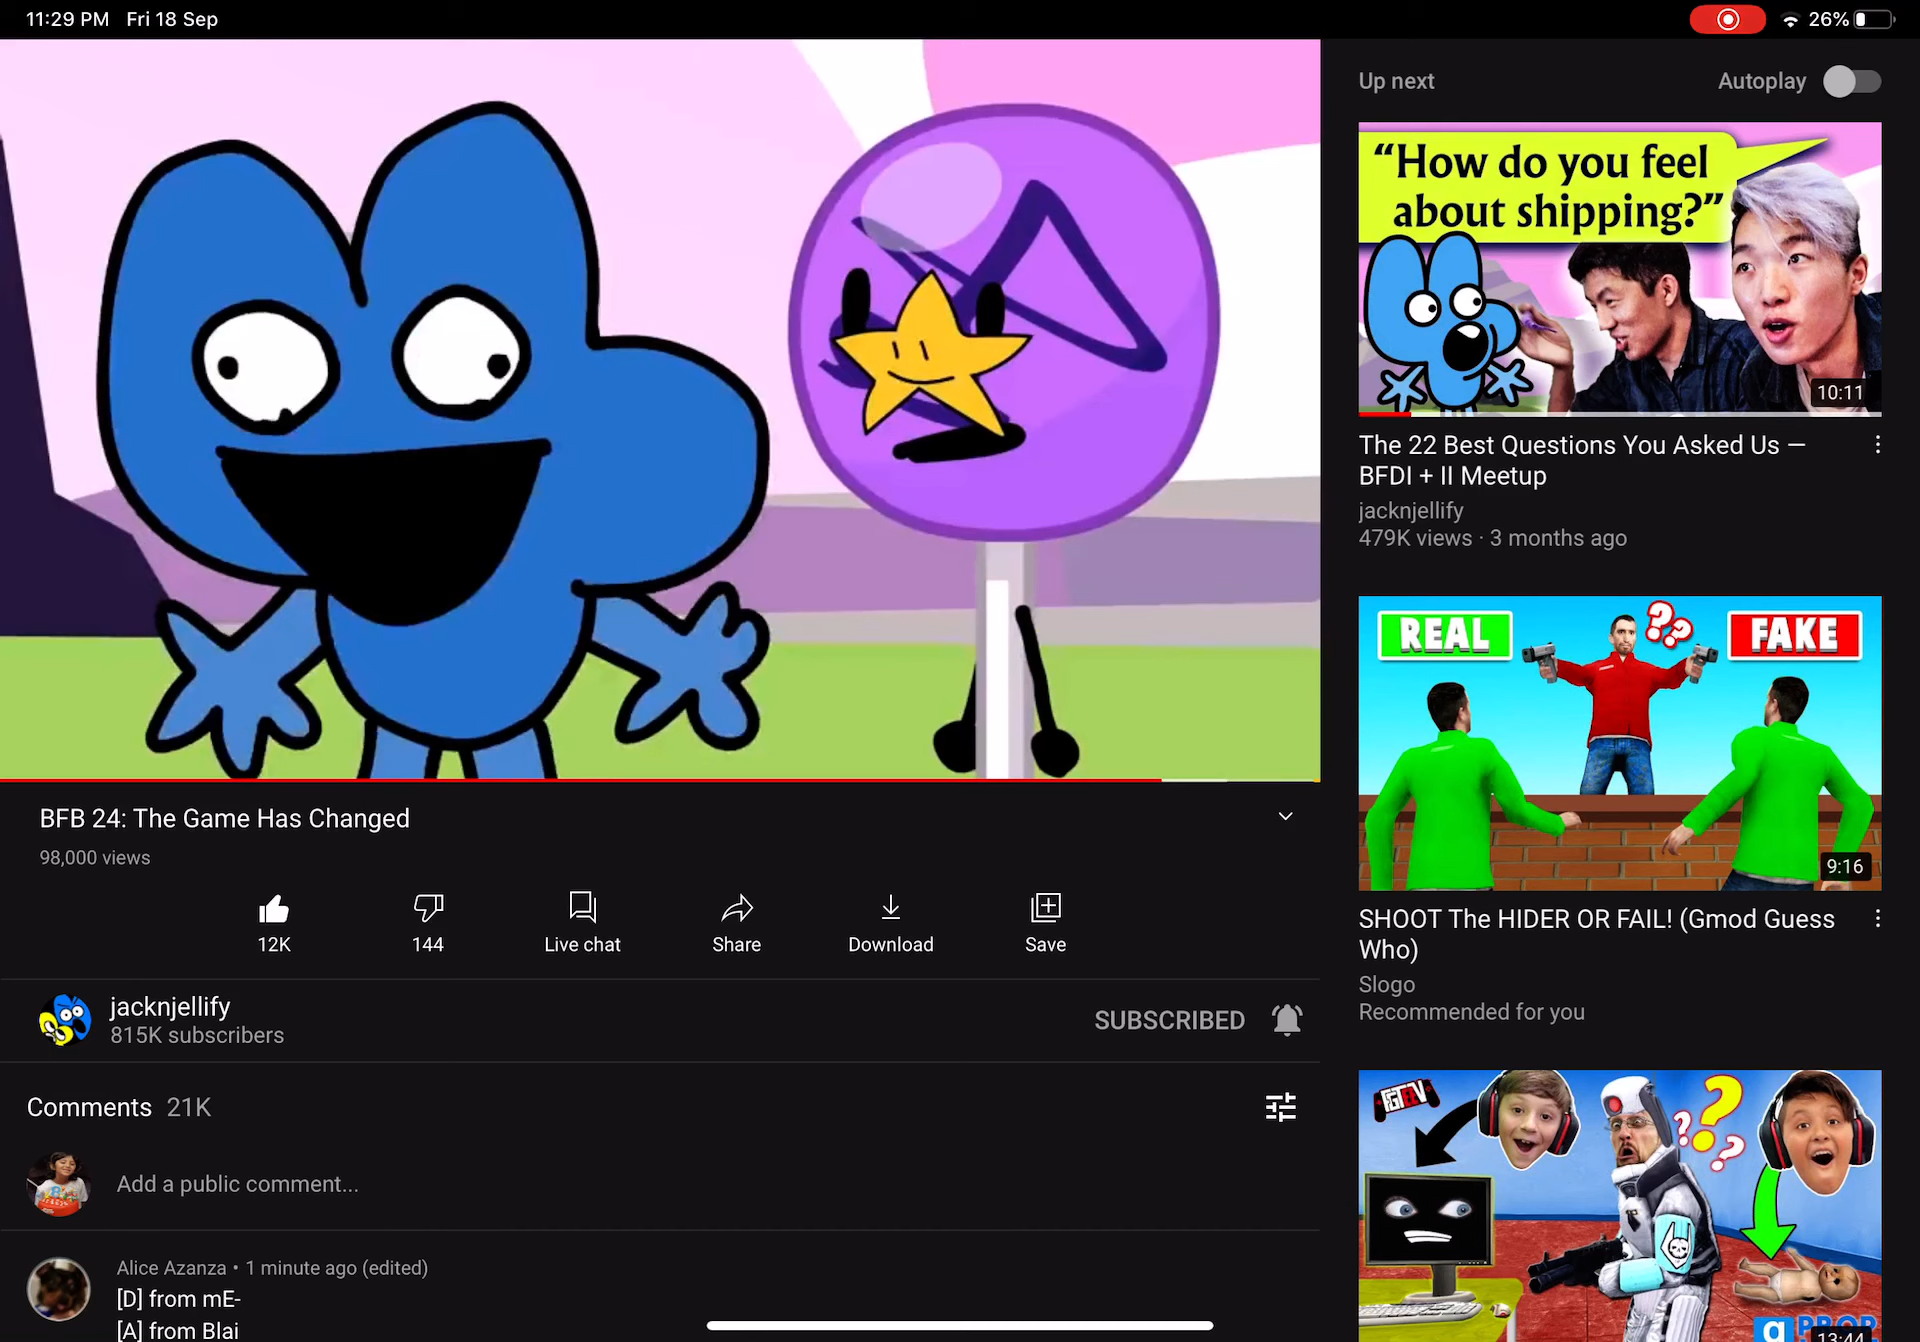 11:29 PM Fri 18 Sep
26%
Up next
Autoplay
“How do you feel
about shipping?”
10:11
The 22 Best Questions You Asked Us —
BFDI + II Meetup
jacknjellify
479K views · 3 months ago
REAL
FAKE
??
9:16
SHOOT The HIDER OR FAIL! (Gmod Guess
Who)
Slogo
Recommended for you
FGTEEV
???
13:44
BFB 24: The Game Has Changed
98,000 views
12K
144
Live chat
Share
Download
Save
jacknjellify
815K subscribers
SUBSCRIBED
Comments 21K
Add a public comment...
Alice Azanza • 1 minute ago (edited)
[D] from mE-
[A] from Blai